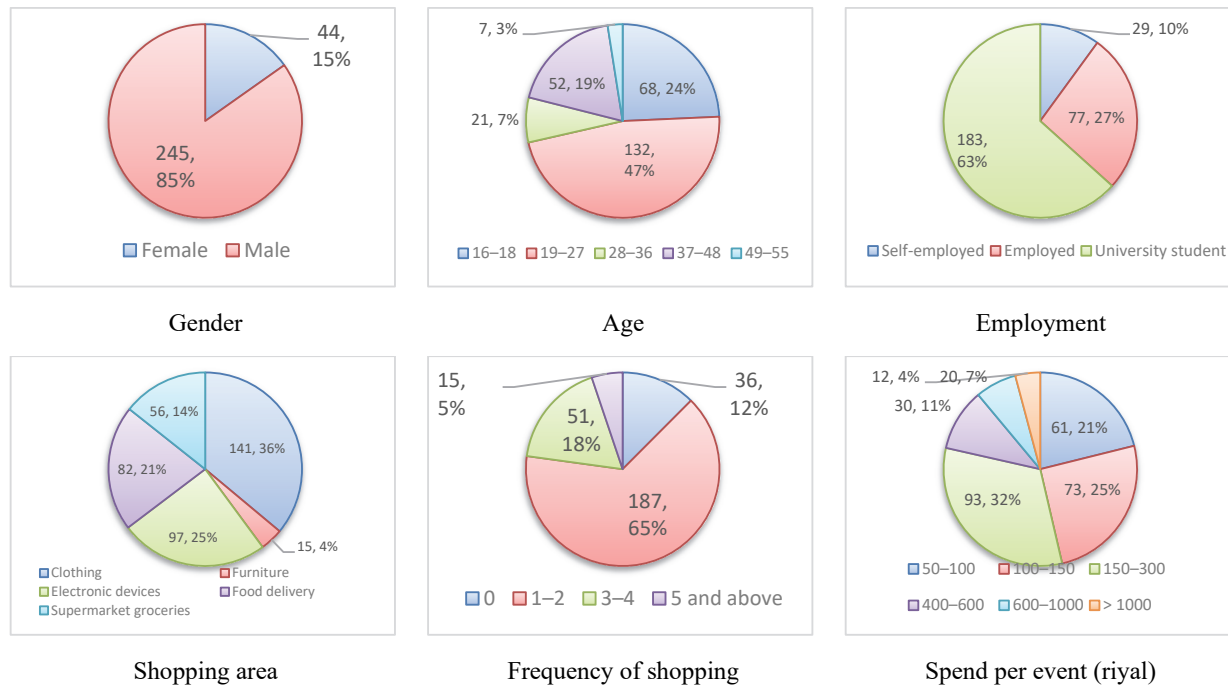 44,
15%
245,
85%
Female Male
Gender
7, 3%
52, 19%
68, 24%
21, 7%
132,
47%
16–18 19–27 28–36 37–48 49–55
Age
29, 10%
77, 27%
183,
63%
Self-employed Employed University student
Employment
56, 14%
141, 36%
82, 21%
97, 25%
15, 4%
Clothing Furniture
Electronic devices Food delivery
Supermarket groceries
Shopping area
15,
5%
36,
12%
51,
18%
187,
65%
0 1–2 3–4 5 and above
Frequency of shopping
12, 4% 20, 7%
30, 11%
61, 21%
93, 32%
73, 25%
50–100 100–150 150–300
400–600 600–1000 > 1000
Spend per event (riyal)